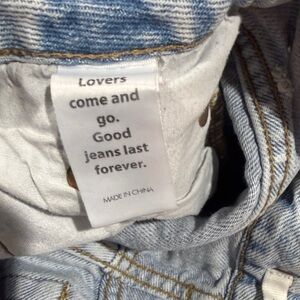 Lovers
come and
go.
Good
jeans last
forever.
MADE IN CHINA